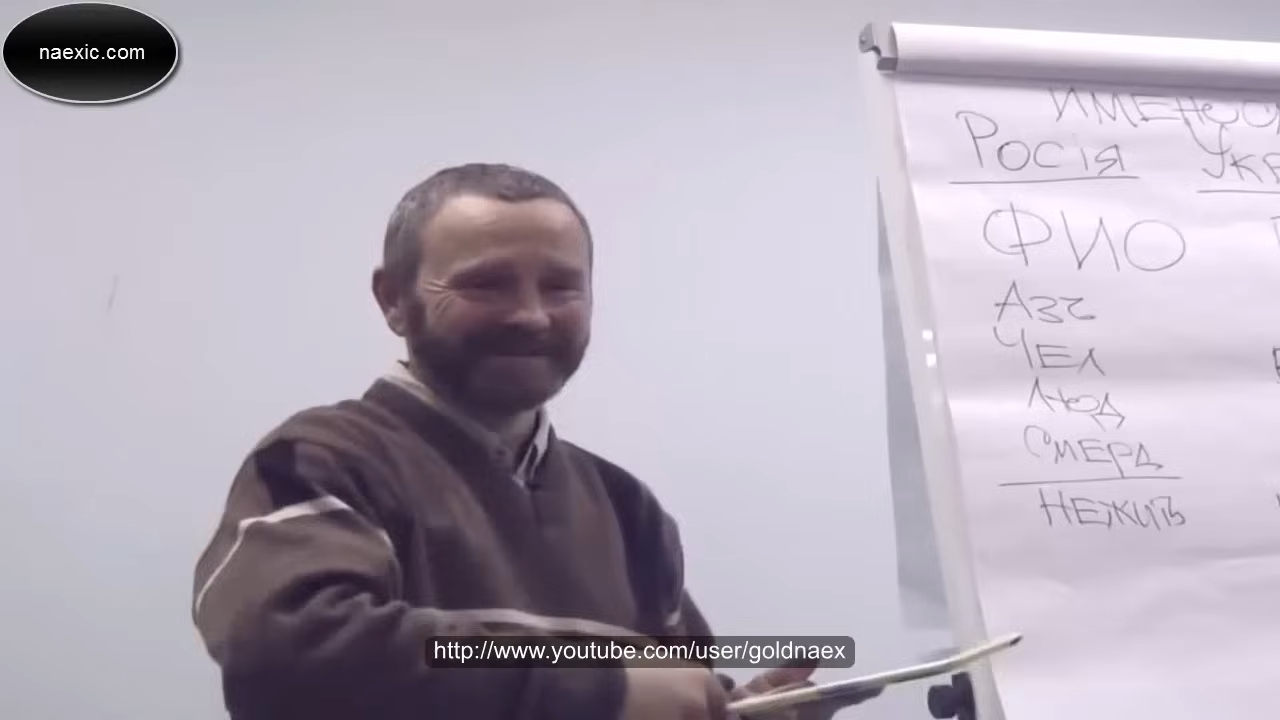 naexic.com
Росія
ФИО
Азъ
Чел
Люд
Смерд
Нежить
http://www.youtube.com/user/goldnaex